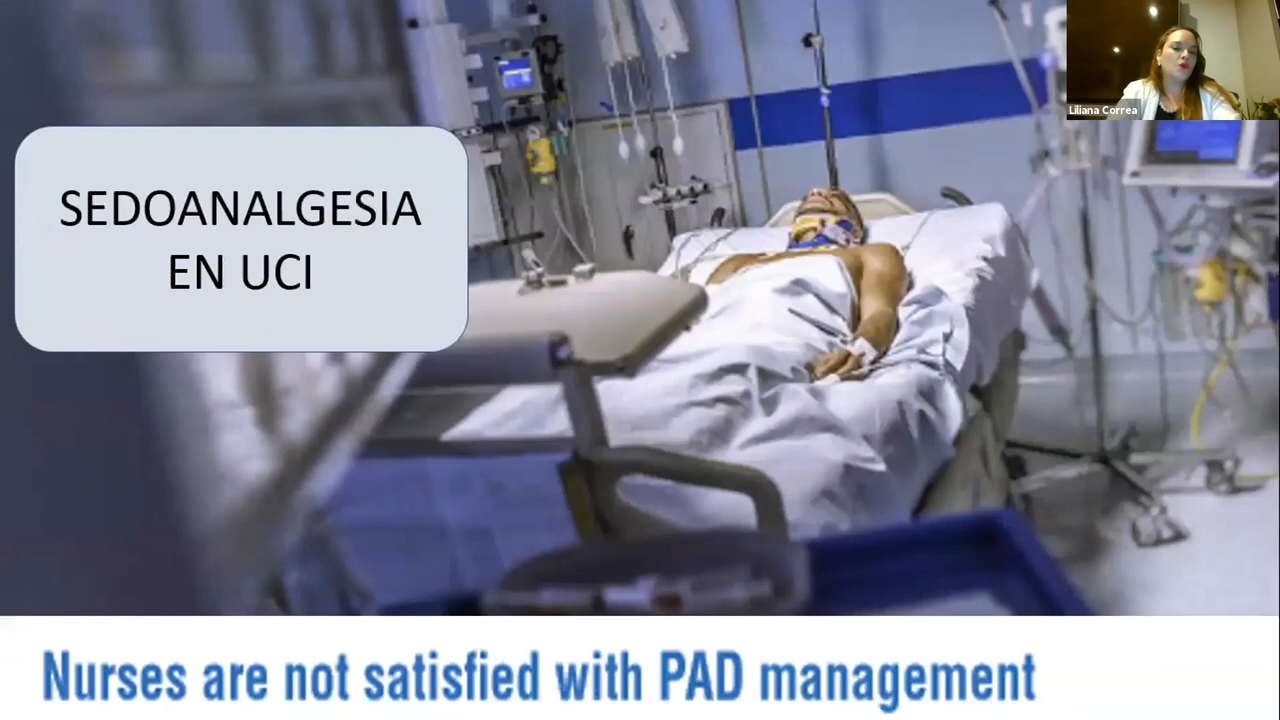 SEDOANALGESIA
EN UCI
Liliana Correa
Nurses are not satisfied with PAD management